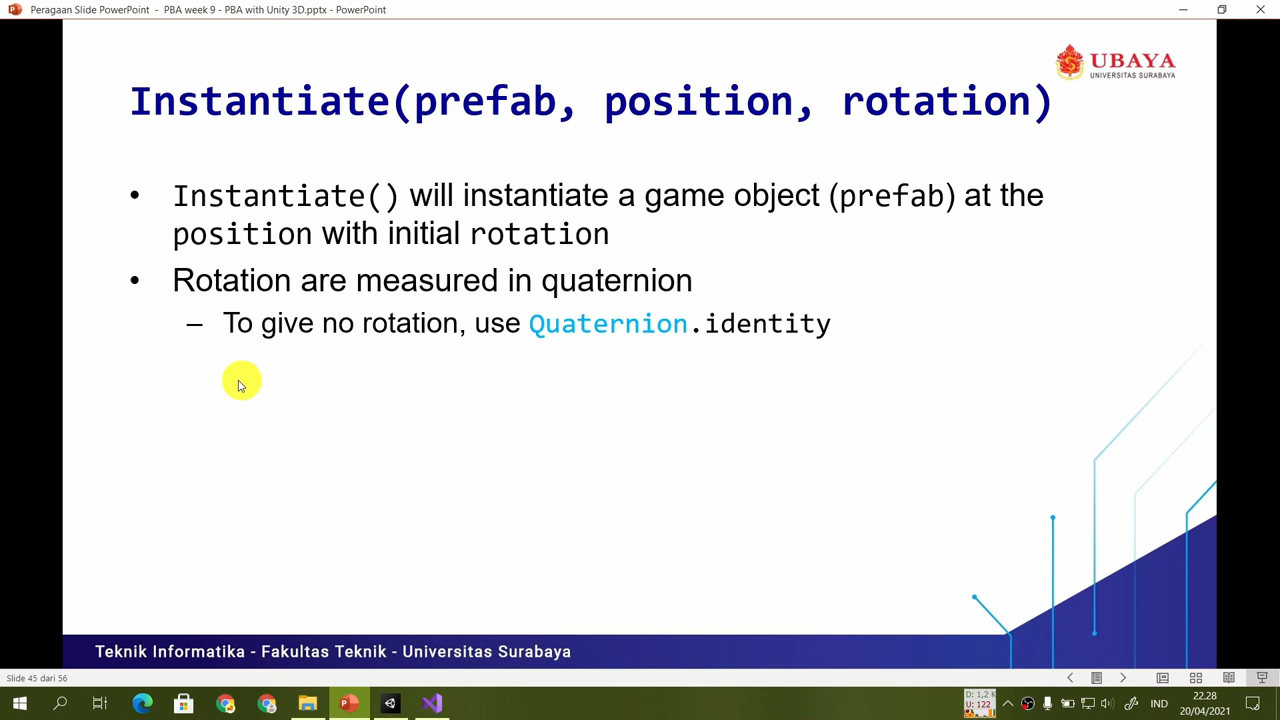 Peragaan Slide PowerPoint - PBA week 9 - PBA with Unity 3D.pptx - PowerPoint
UBAYA
UNIVERSITAS SURABAYA
Instantiate(prefab, position, rotation)
• Instantiate() will instantiate a game object (prefab) at the
position with initial rotation
• Rotation are measured in quaternion
– To give no rotation, use Quaternion.identity
Teknik Informatika - Fakultas Teknik - Universitas Surabaya
Slide 45 dari 56
D: 1,2 K
U: 122
IND
22.28
20/04/2021